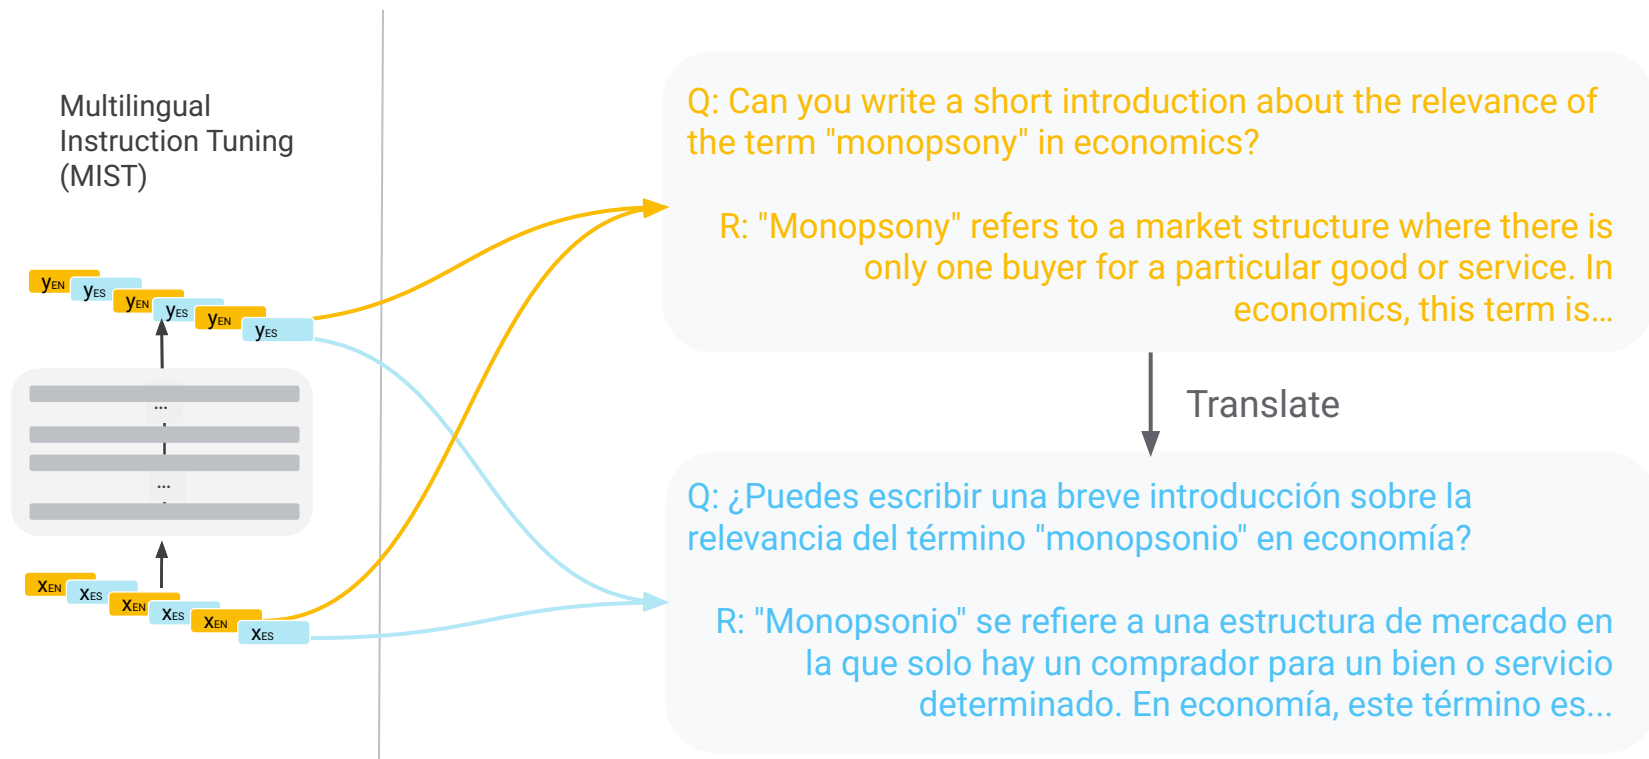 Multilingual
Instruction Tuning
(MIST)
yEN
yES
yEN
yES
yEN
yES
...
...
xEN
xES
xEN
xES
xEN
xES
Q: Can you write a short introduction about the relevance of
the term "monopsony" in economics?
R: "Monopsony" refers to a market structure where there is
only one buyer for a particular good or service. In
economics, this term is…
Translate
Q: ¿Puedes escribir una breve introducción sobre la
relevancia del término "monopsonio" en economía?
R: "Monopsonio" se refiere a una estructura de mercado en
la que solo hay un comprador para un bien o servicio
determinado. En economía, este término es...